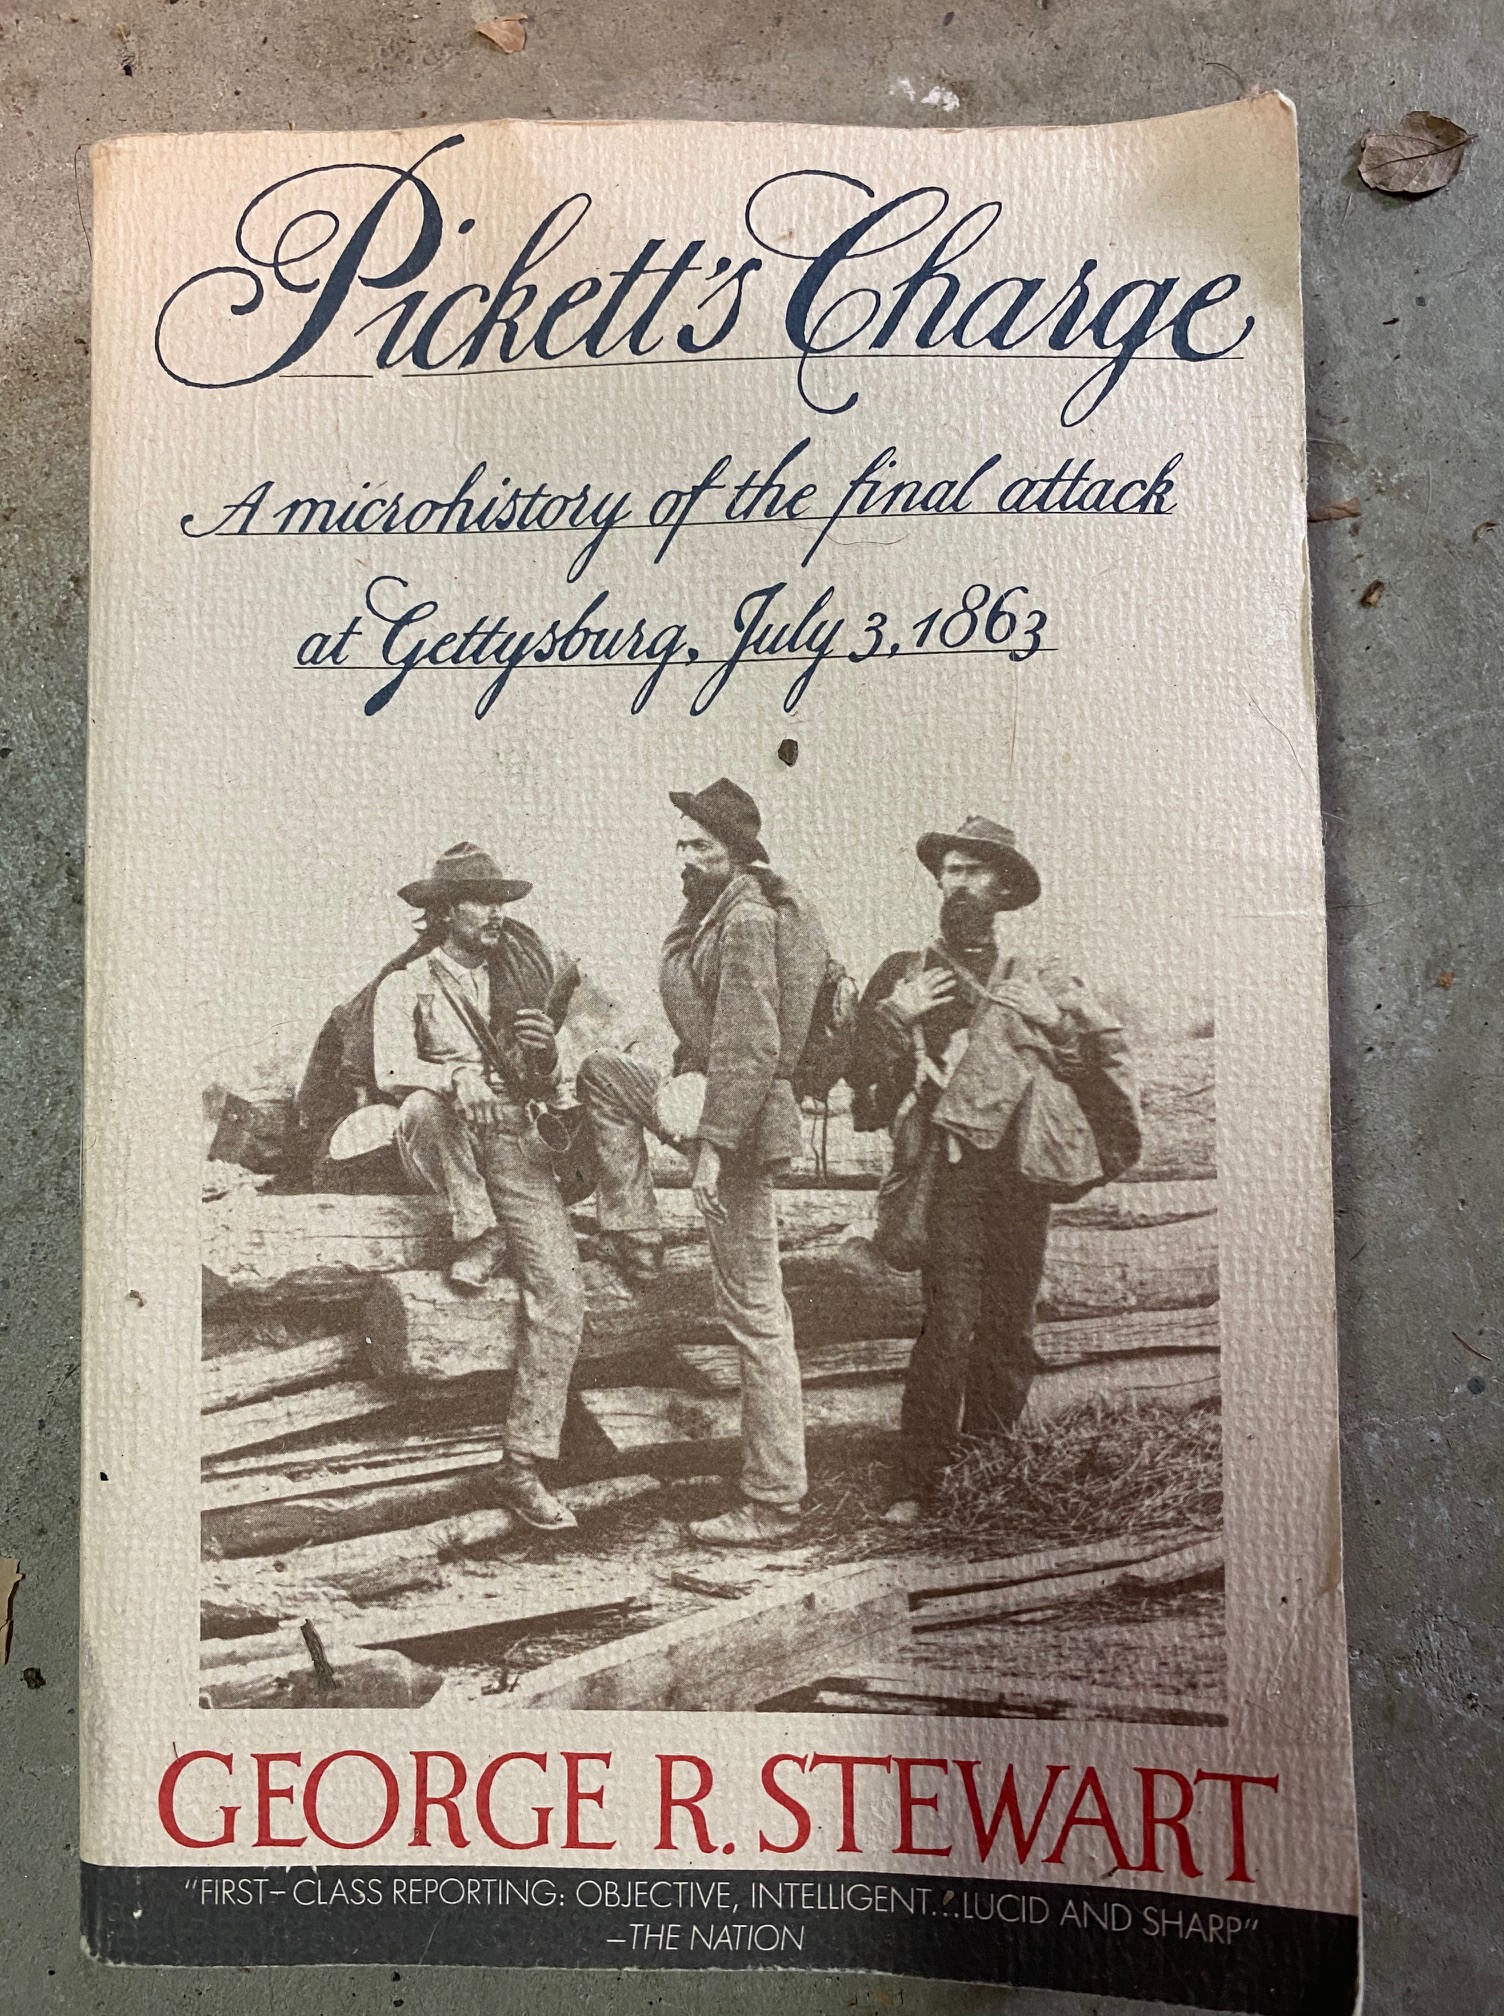 Pickett's Charge
A microhistory of the final attack
at Gettysburg, July 3, 1863
GEORGE R. STEWART
"FIRST-CLASS REPORTING: OBJECTIVE, INTELLIGENT...LUCID AND SHARP"
–THE NATION